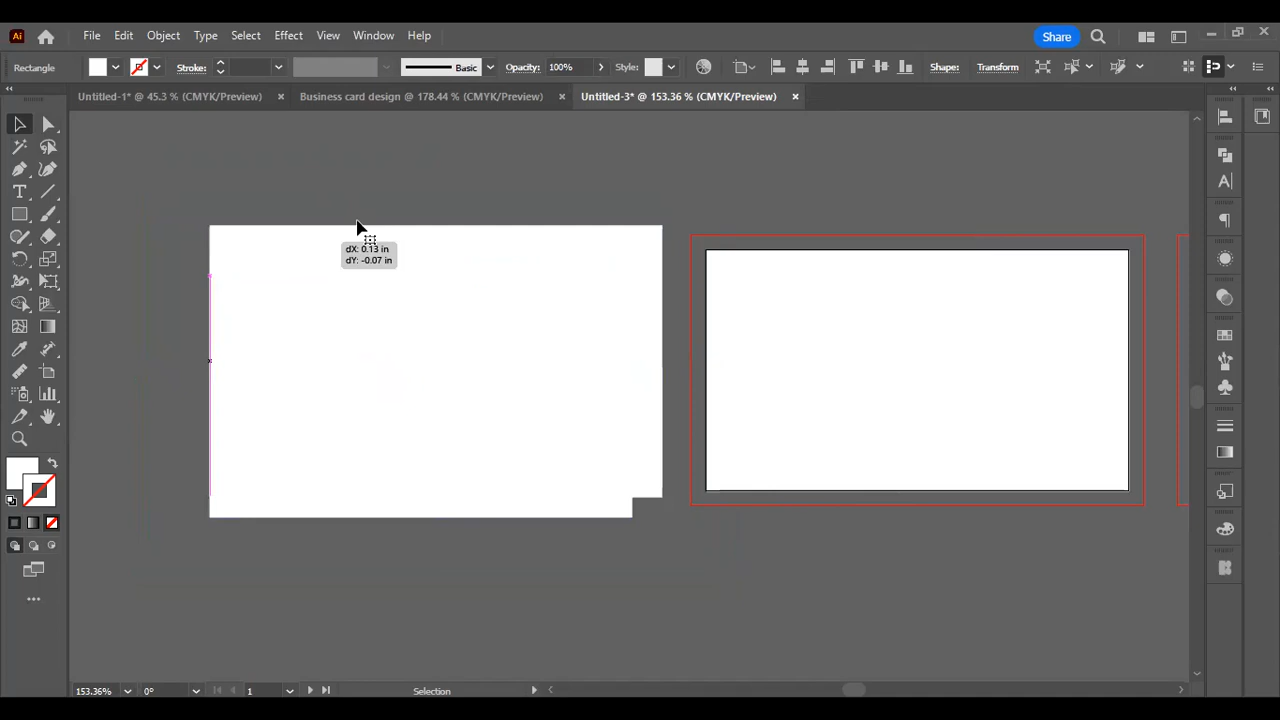 Ai File Edit Object Type Select Effect View Window Help Share
Rectangle Stroke: Basic Opacity: 100% Style: Shape: Transform
Untitled-1* @ 45.3 % (CMYK/Preview) × Business card design @ 178.44 % (CMYK/Preview) × Untitled-3* @ 153.36 % (CMYK/Preview) ×
dX: 0.13 in
dY: -0.07 in
153.36% 0° 1 Selection